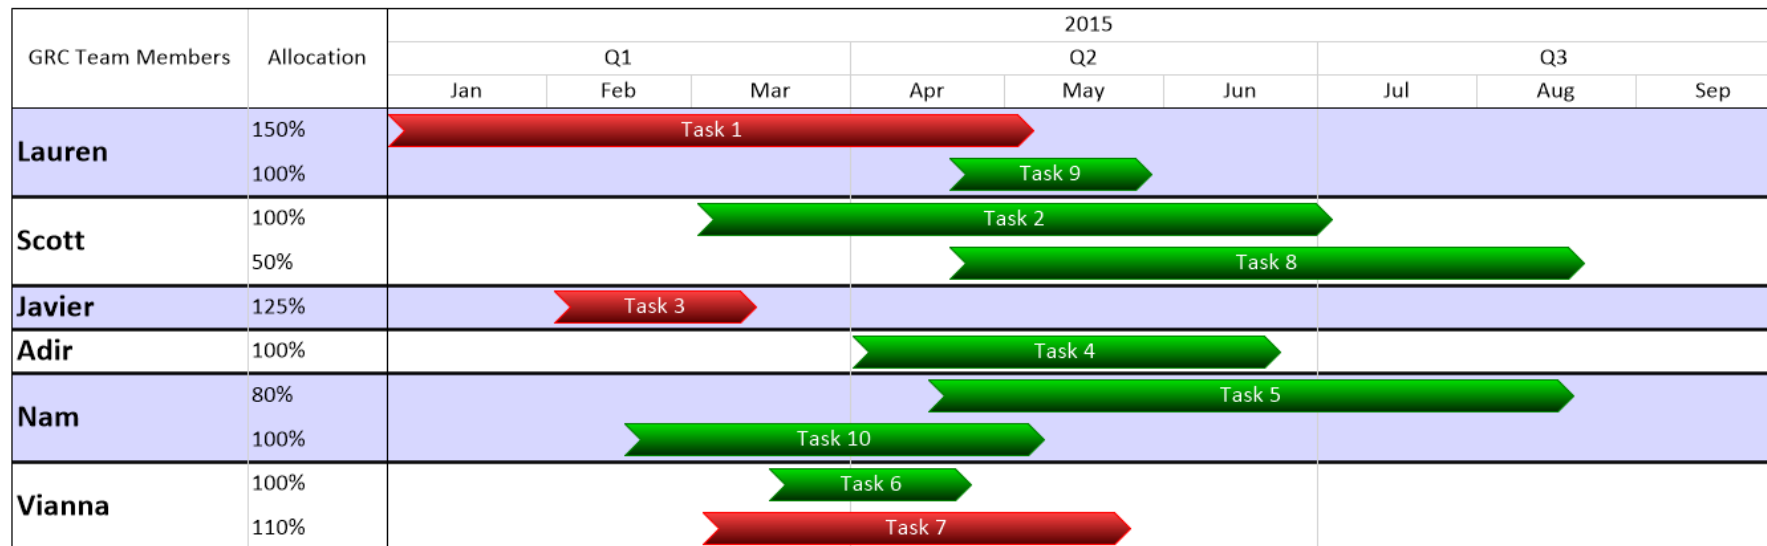 2015
GRC Team Members Allocation Q1 Q2 Q3
Jan Feb Mar Apr May Jun Jul Aug Sep
Lauren
150% Task 1
100% Task 9
Scott
100% Task 2
50% Task 8
Javier 125% Task 3
Adir 100% Task 4
Nam
80% Task 5
100% Task 10
Vianna
100% Task 6
110% Task 7